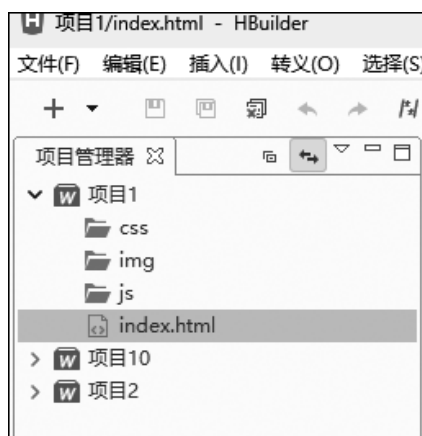 项目1/index.html - HBuilder
文件(F) 编辑(E) 插入(I) 转义(O) 选择(S)
项目管理器
项目1
css
img
js
index.html
项目10
项目2